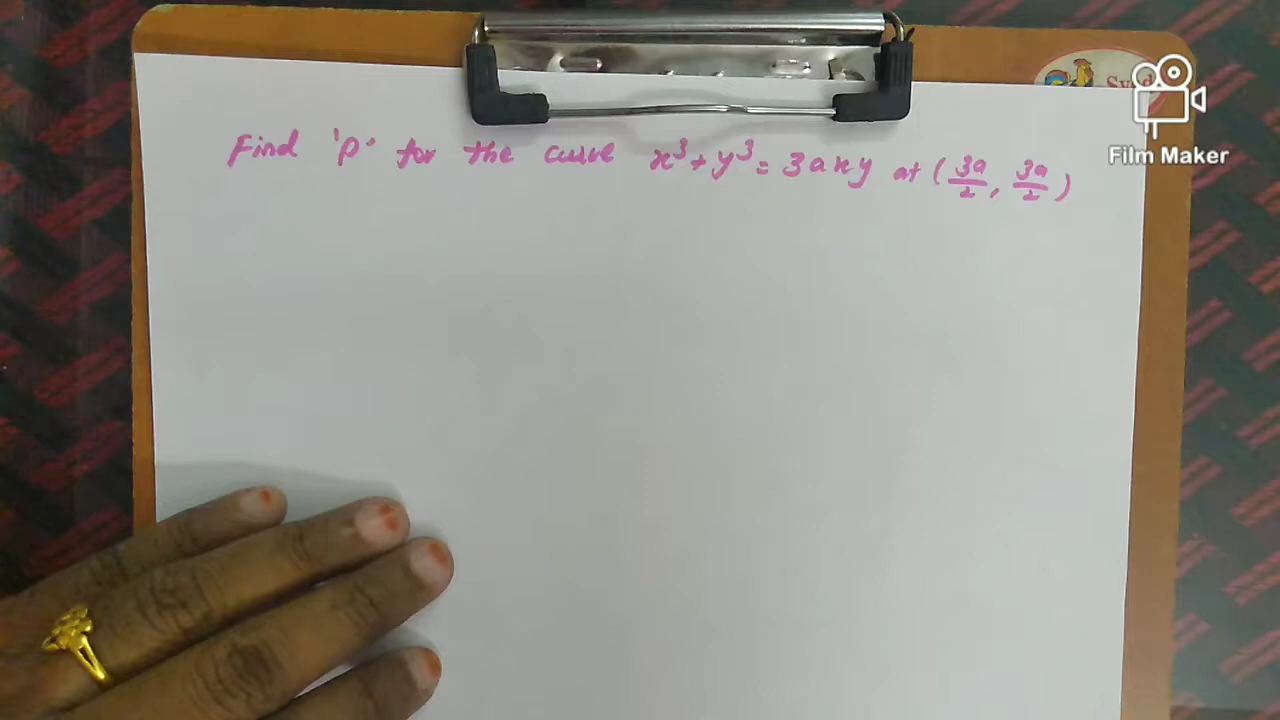 Find 'ρ' for the curve x³ + y³ = 3axy at (3a/2, 3a/2)
Film Maker